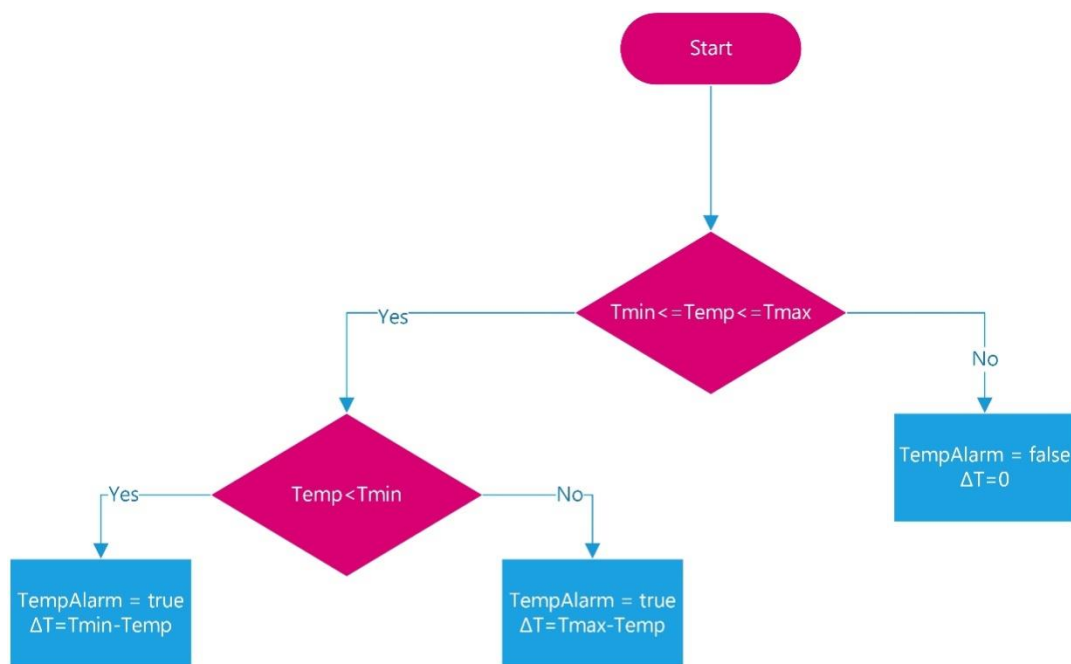 Start
Tmin<=Temp<=Tmax
Yes
No
TempAlarm = false
ΔT=0
Temp<Tmin
Yes
No
TempAlarm = true
ΔT=Tmin-Temp
TempAlarm = true
ΔT=Tmax-Temp